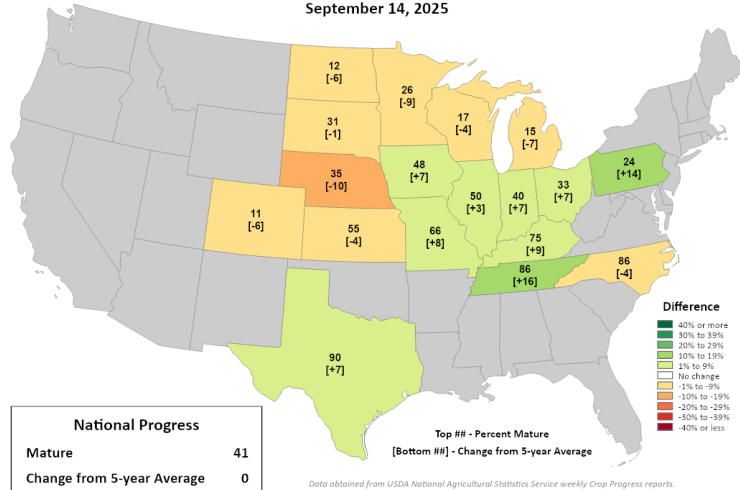 September 14, 2025
12
[-6]
26
[-9]
17
[-4]
15
[-7]
31
[-1]
35
[-10]
48
[+7]
50
[+3]
40
[+7]
33
[+7]
24
[+14]
11
[-6]
55
[-4]
66
[+8]
75
[+9]
86
[+16]
86
[-4]
90
[+7]
Difference
40% or more
30% to 39%
20% to 29%
10% to 19%
1% to 9%
No change
-1% to -9%
-10% to -19%
-20% to -29%
-30% to -39%
-40% or less
National Progress
Mature 41
Change from 5-year Average 0
Top ## - Percent Mature
[Bottom ##] - Change from 5-year Average
Data obtained from USDA National Agricultural Statistics Service weekly Crop Progress reports.